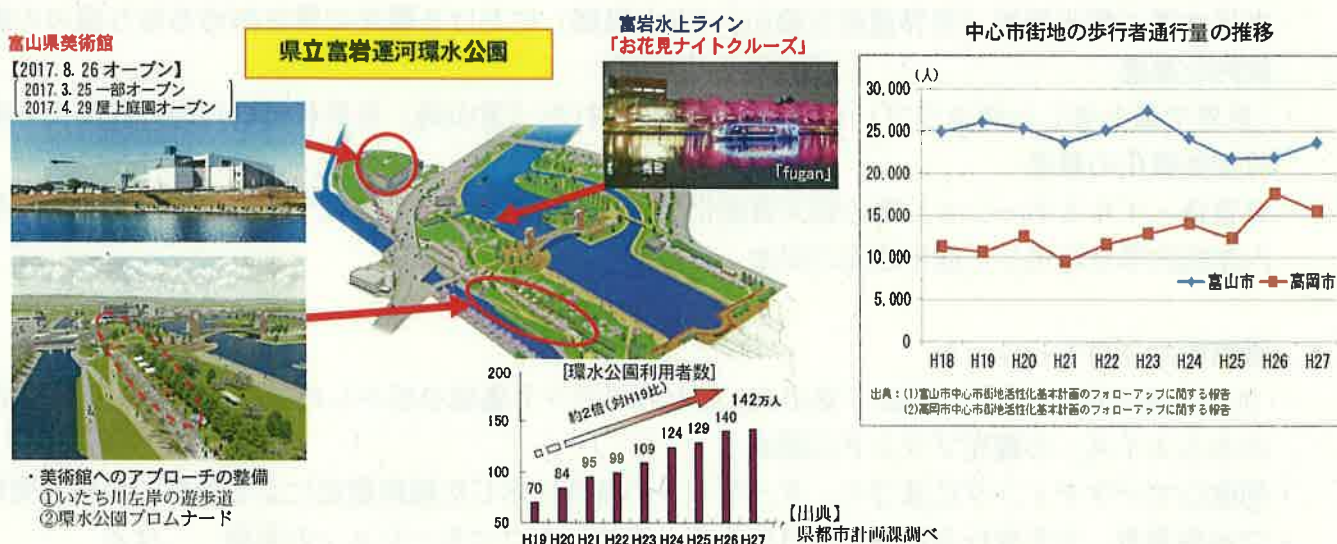 富山県美術館
【2017. 8. 26 オープン】
2017. 3. 25 一部オープン
2017. 4. 29 屋上庭園オープン
県立富岩運河環水公園
富岩水上ライン
「お花見ナイトクルーズ」
「fugan」
・美術館へのアプローチの整備
①いたち川左岸の遊歩道
②環水公園プロムナード
[環水公園利用者数]
約2倍(対H19比)
200
150
100
50
70
84
95
99
109
124
129
140
142万人
H19 H20 H21 H22 H23 H24 H25 H26 H27
【出典】
県都市計画課調べ
中心市街地の歩行者通行量の推移
(人)
30,000
25,000
20,000
15,000
10,000
5,000
0
富山市 高岡市
H18 H19 H20 H21 H22 H23 H24 H25 H26 H27
出典：(1)富山市中心市街地活性化基本計画のフォローアップに関する報告
(2)高岡市中心市街地活性化基本計画のフォローアップに関する報告